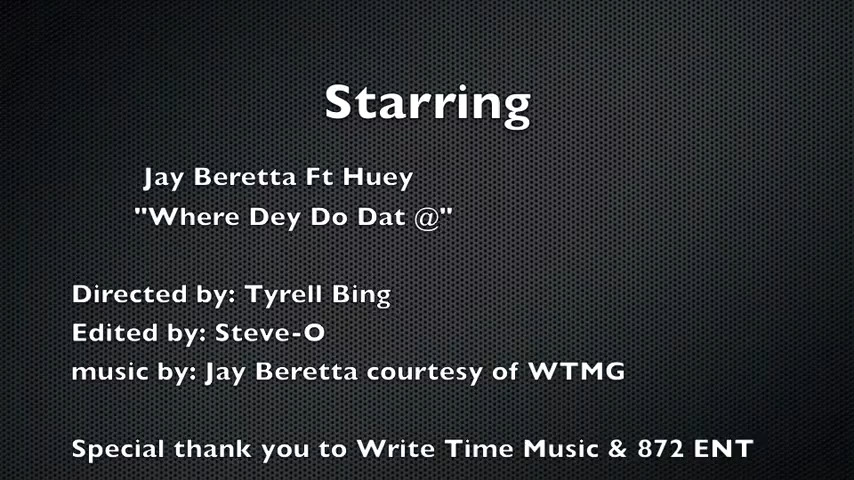 Starring
Jay Beretta Ft Huey
"Where Dey Do Dat @"
Directed by: Tyrell Bing
Edited by: Steve-O
music by: Jay Beretta courtesy of WTMG
Special thank you to Write Time Music & 872 ENT